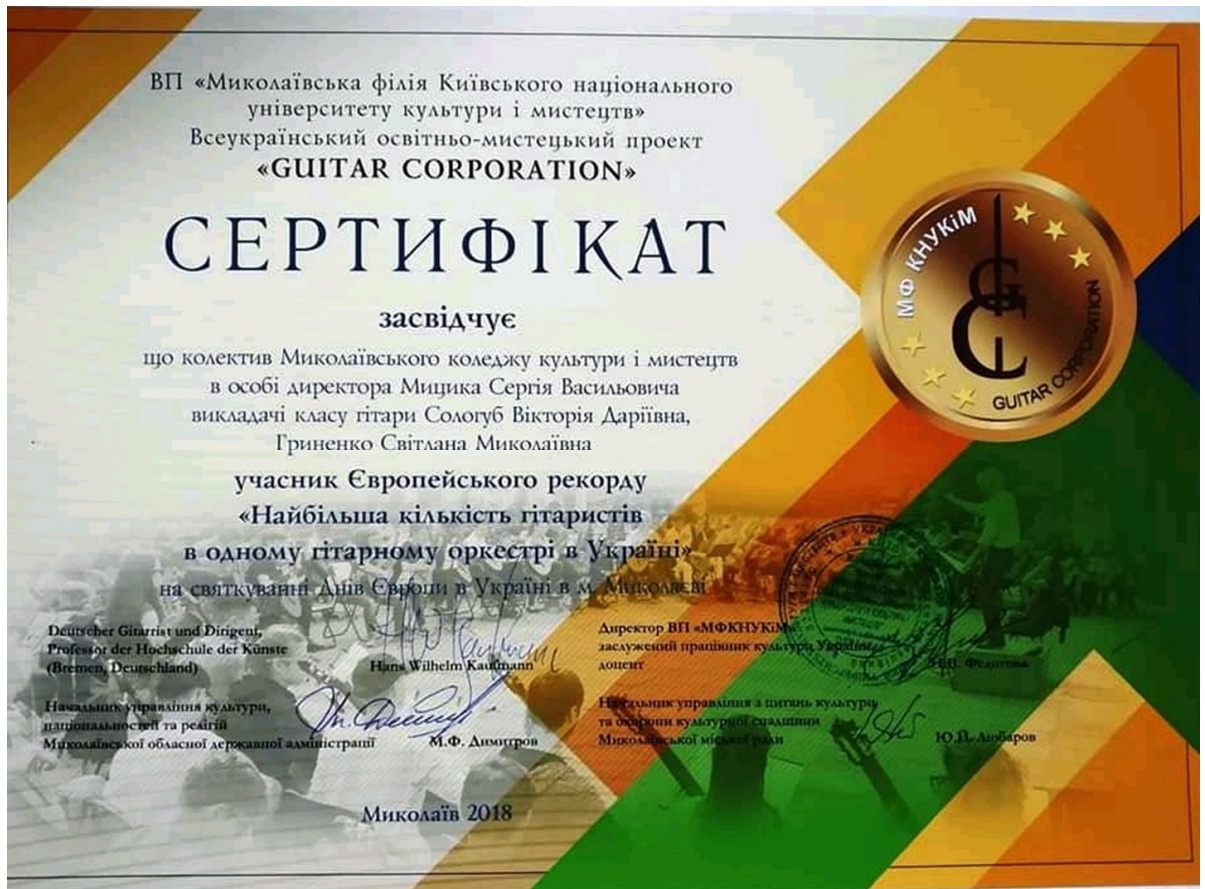 ВП «Миколаївська філія Київського національного
університету культури і мистецтв»
Всеукраїнський освітньо-мистецький проект
«GUITAR CORPORATION»
СЕРТИФІКАТ
засвідчує
що колектив Миколаївського коледжу культури і мистецтв
в особі директора Мицика Сергія Васильовича
викладачі класу гітари Сологуб Вікторія Даріївна,
Гриненко Світлана Миколаївна
учасник Європейського рекорду
«Найбільша кількість гітаристів
в одному гітарному оркестрі в Україні»
на святкуванні Днів Європи в Україні в м. Миколаєві
МФ КНУКіМ
GC
GUITAR CORPORATION
Deutscher Gitarrist und Dirigent,
Professor der Hochschule der Künste
(Bremen, Deutschland)
Hans Wilhelm Kaufmann
Директор ВП «МФКНУКіМ»
заслужений працівник культури України,
доцент
Начальник управління культури,
національностей та релігій
Миколаївської обласної державної адміністрації
М.Ф. Димитров
Начальник управління з питань культури
та охорони культурної спадщини
Миколаївської міської ради
Ю.Й. Любаров
Миколаїв 2018